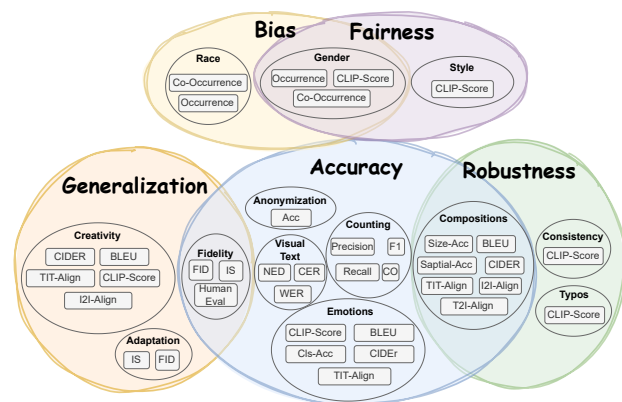 Bias
Fairness
Race
Co-Occurrence
Occurrence
Gender
Occurrence
CLIP-Score
Co-Occurrence
Style
CLIP-Score
Generalization
Accuracy
Robustness
Creativity
CIDER
BLEU
TIT-Align
CLIP-Score
I2I-Align
Adaptation
IS
FID
Fidelity
FID
IS
Human
Eval
Anonymization
Acc
Visual
Text
NED
CER
WER
Counting
Precision
F1
Recall
CO
Emotions
CLIP-Score
BLEU
Cls-Acc
CIDEr
TIT-Align
Compositions
Size-Acc
BLEU
Saptial-Acc
CIDER
TIT-Align
I2I-Align
T2I-Align
Consistency
CLIP-Score
Typos
CLIP-Score